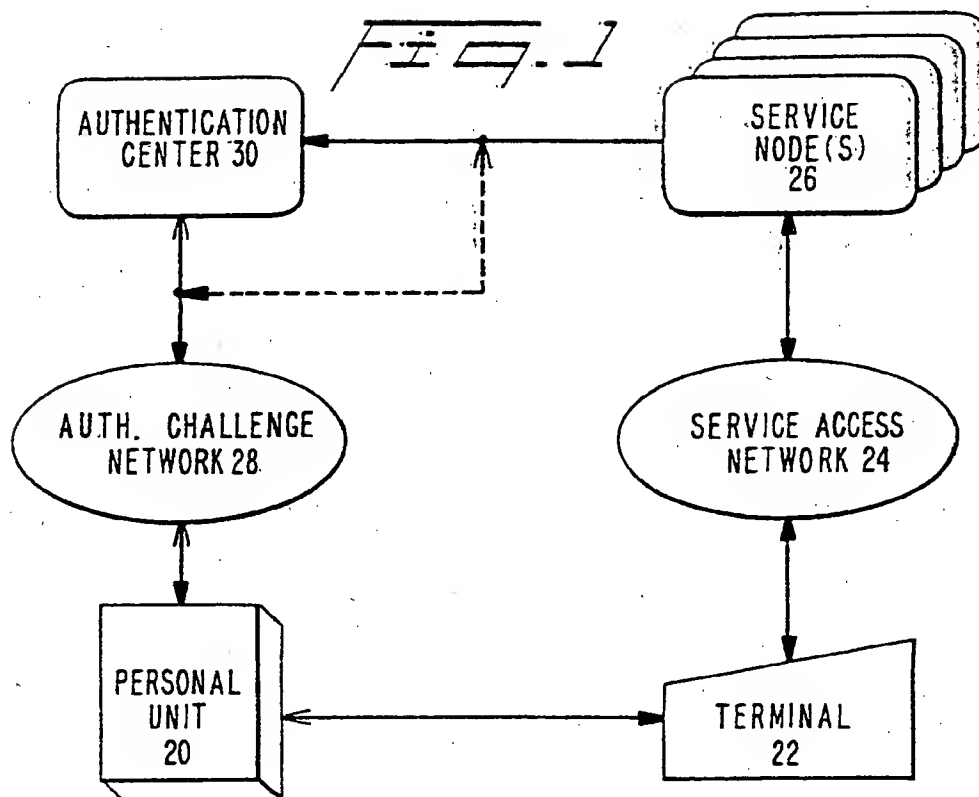 Fig. 1
AUTHENTICATION
CENTER 30
SERVICE
NODE(S)
26
AUTH. CHALLENGE
NETWORK 28
SERVICE ACCESS
NETWORK 24
PERSONAL
UNIT
20
TERMINAL
22